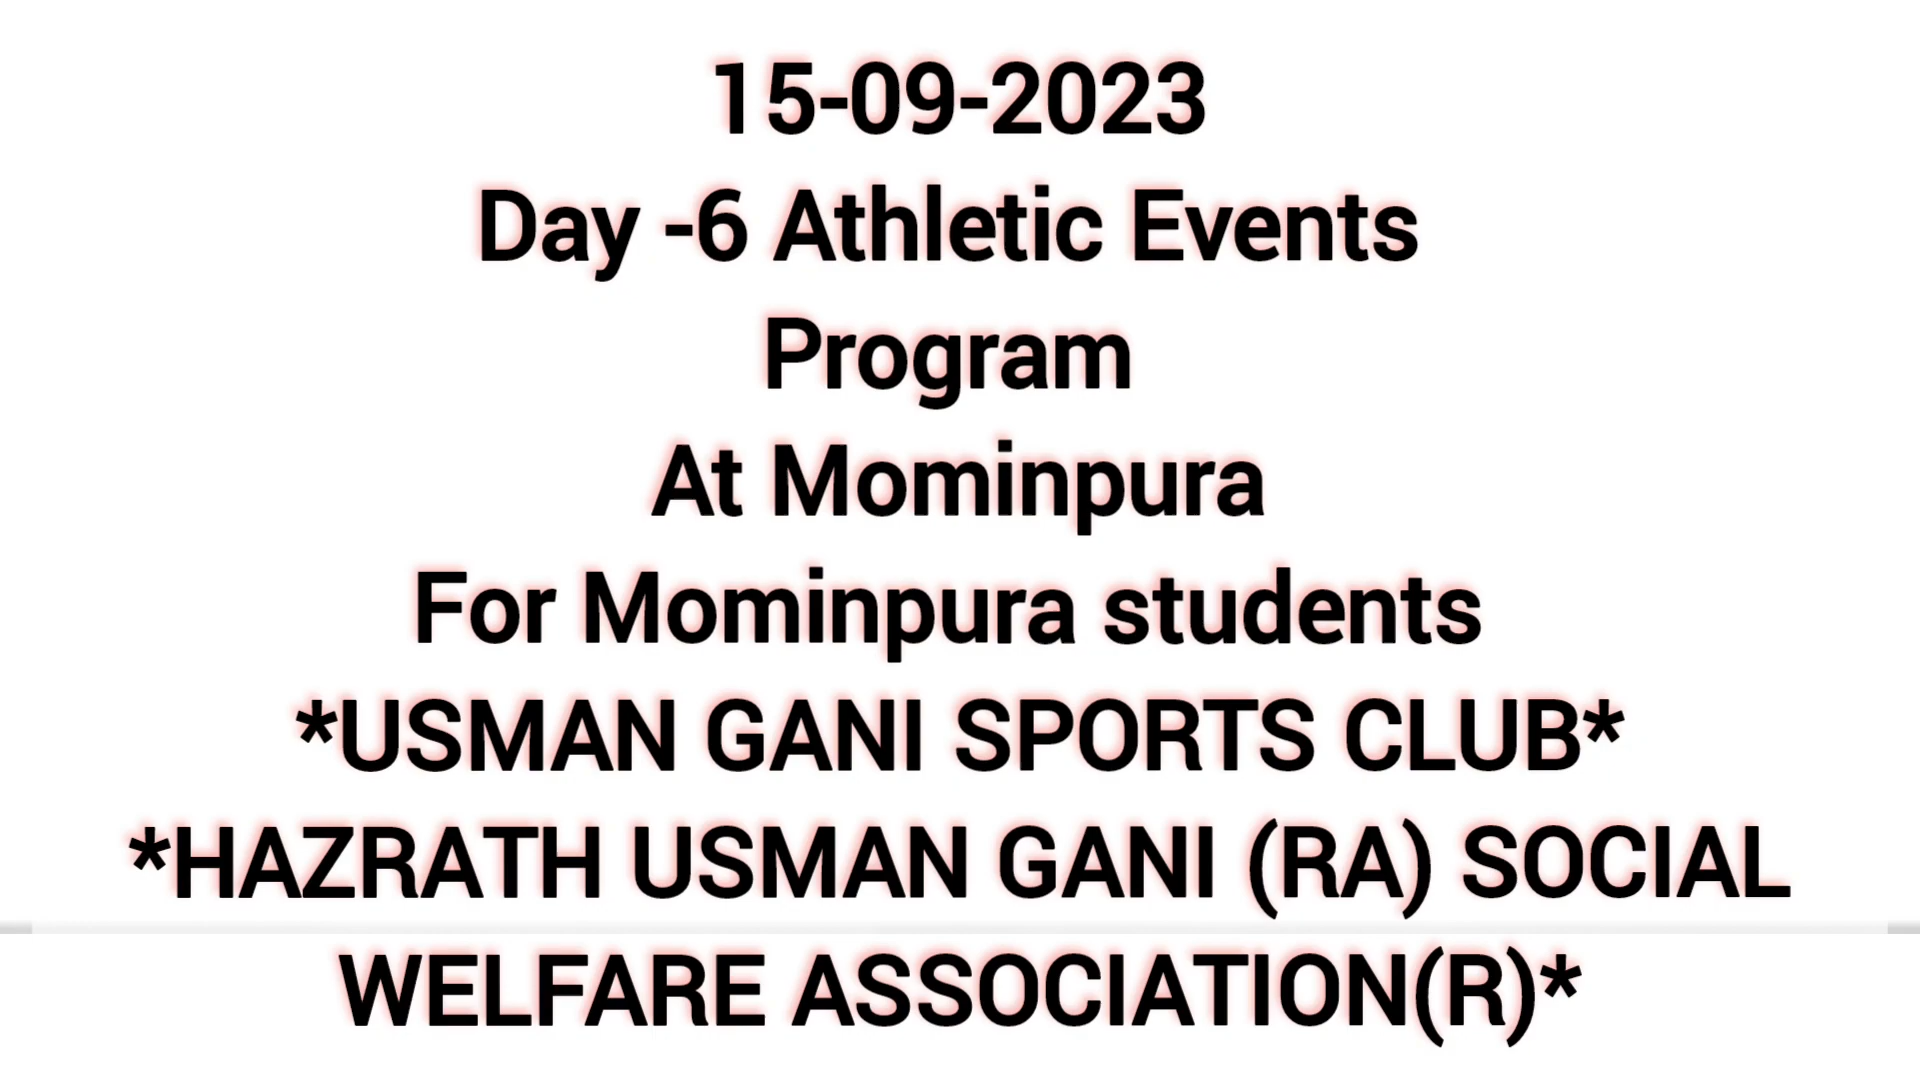 15-09-2023
Day -6 Athletic Events
Program
At Mominpura
For Mominpura students
*USMAN GANI SPORTS CLUB*
*HAZRATH USMAN GANI (RA) SOCIAL
WELFARE ASSOCIATION(R)*